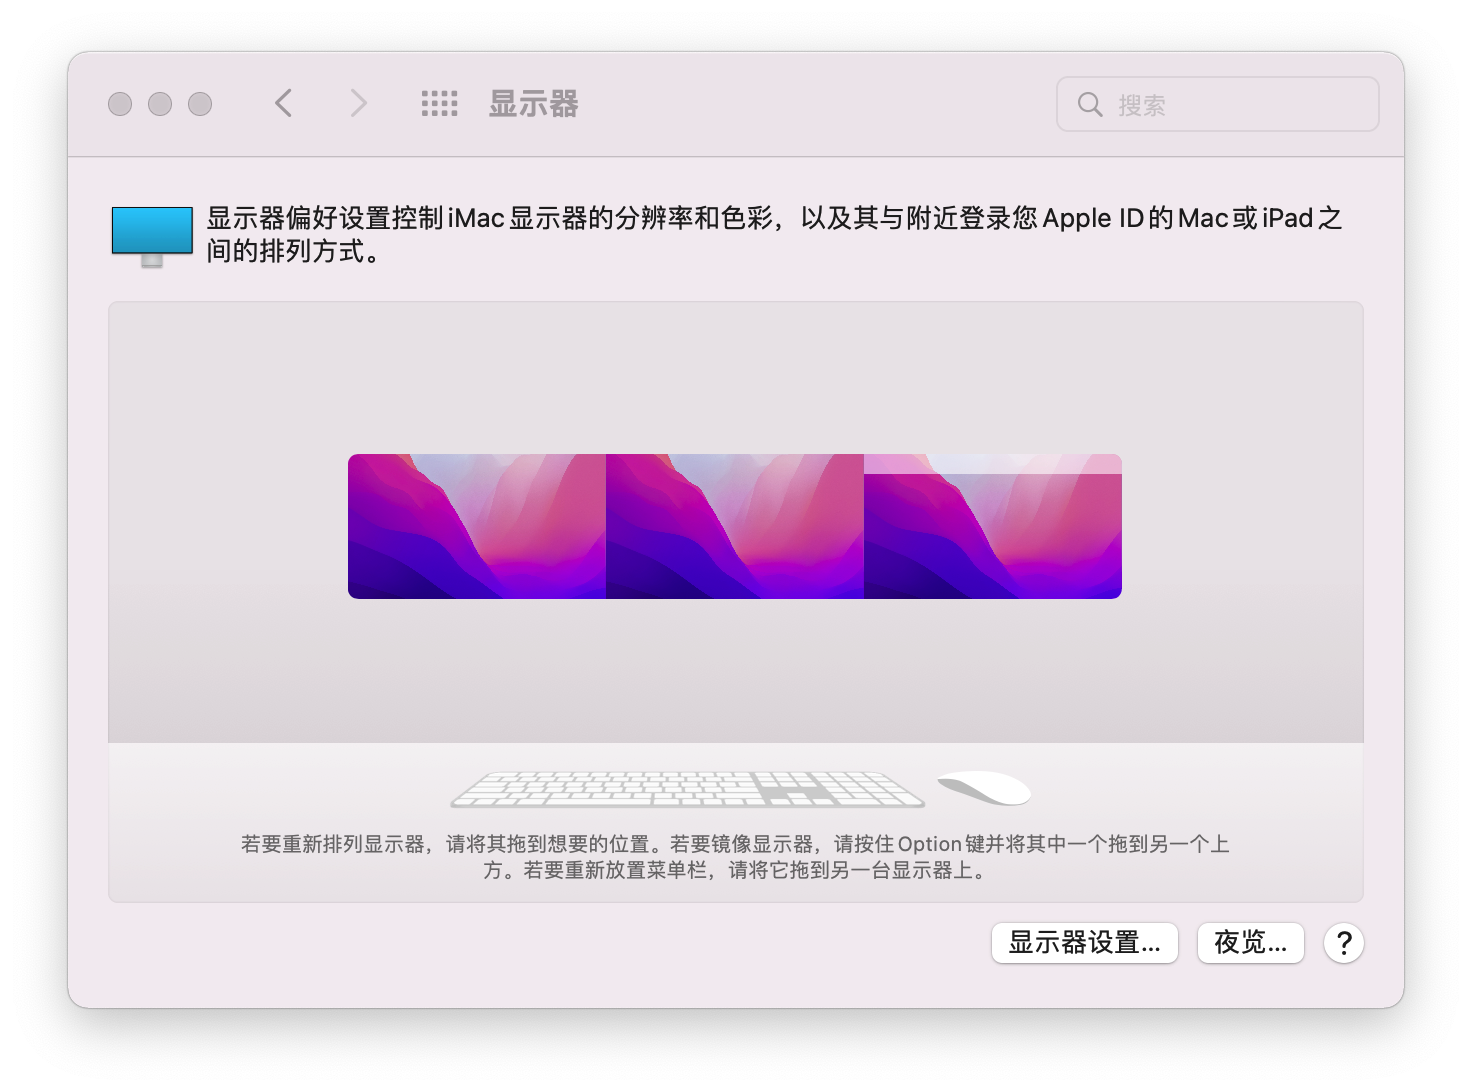 显示器
搜索
显示器偏好设置控制iMac显示器的分辨率和色彩，以及其与附近登录您Apple ID的Mac或iPad之
间的排列方式。
若要重新排列显示器，请将其拖到想要的位置。若要镜像显示器，请按住Option键并将其中一个拖到另一个上
方。若要重新放置菜单栏，请将它拖到另一台显示器上。
显示器设置...
夜览...
?